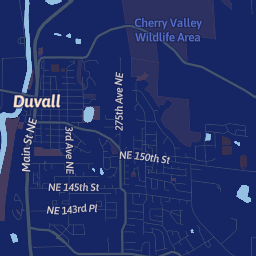 Cherry Valley
Wildlife Area
Duvall
275th Ave NE
Main St NE
3rd Ave NE
NE 150th St
NE 145th St
NE 143rd Pl